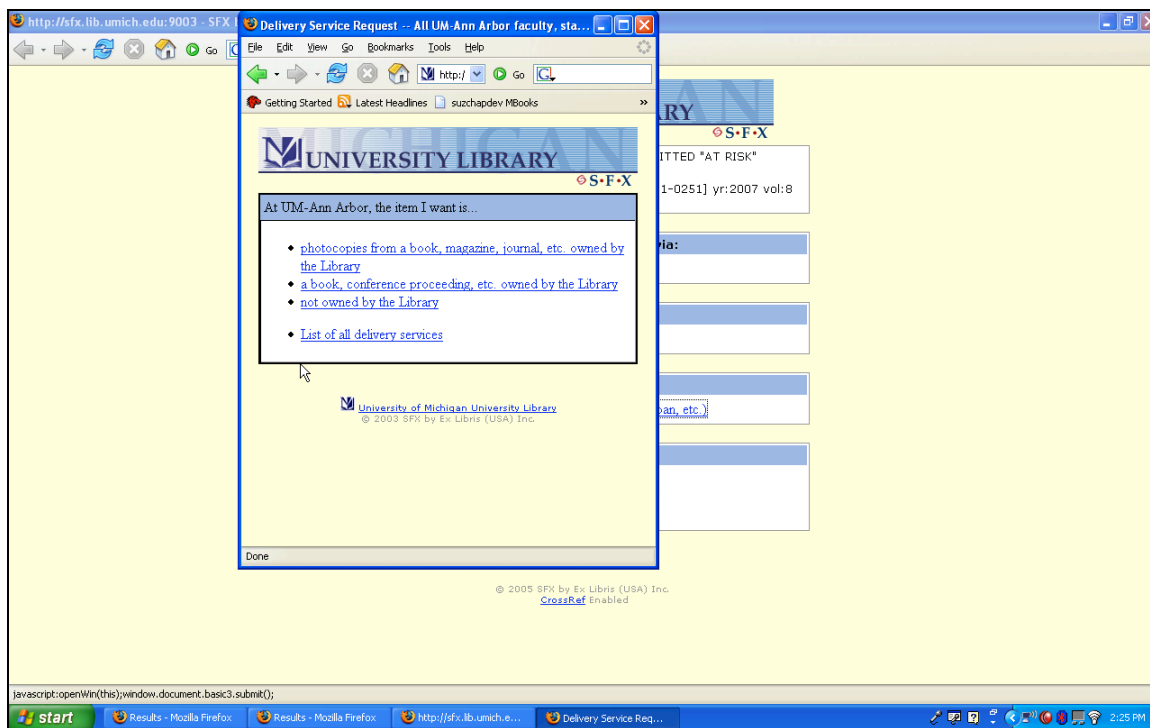 http://sfx.lib.umich.edu:9003 - SFX
Go
Delivery Service Request -- All UM-Ann Arbor faculty, sta...
File Edit View Go Bookmarks Tools Help
http:/ Go
Getting Started Latest Headlines suzchapdev MBooks »
MICHIGAN
UNIVERSITY LIBRARY
S•F•X
At UM-Ann Arbor, the item I want is...
photocopies from a book, magazine, journal, etc. owned by
the Library
a book, conference proceeding, etc. owned by the Library
not owned by the Library
List of all delivery services
University of Michigan University Library
© 2003 SFX by Ex Libris (USA) Inc.
Done
RY
S•F•X
ITTED "AT RISK"
1-0251] yr:2007 vol:8
via:
an, etc.)
© 2005 SFX by Ex Libris (USA) Inc.
CrossRef Enabled
javascript:openWin(this);window.document.basic3.submit();
start
Results - Mozilla Firefox
Results - Mozilla Firefox
http://sfx.lib.umich.e...
Delivery Service Req...
2:25 PM